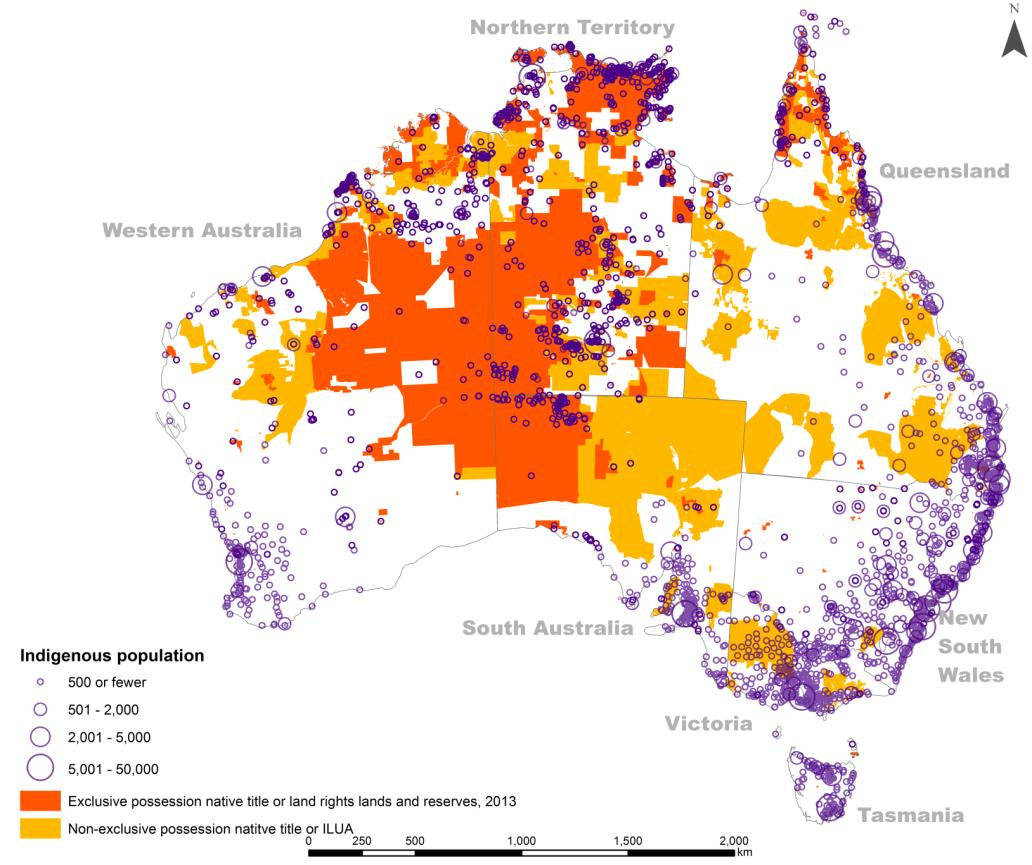 N
Northern Territory
Queensland
Western Australia
South Australia
New
South
Wales
Victoria
Tasmania
Indigenous population
500 or fewer
501 - 2,000
2,001 - 5,000
5,001 - 50,000
Exclusive possession native title or land rights lands and reserves, 2013
Non-exclusive possession natitve title or ILUA
0 250 500 1,000 1,500 2,000
km